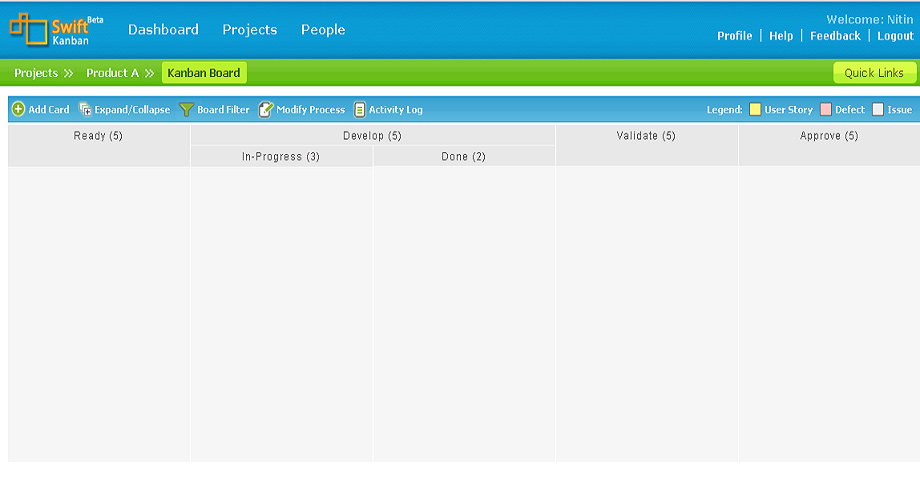 Swift Beta
Kanban
Dashboard Projects People
Welcome: Nitin
Profile | Help | Feedback | Logout
Projects » Product A » Kanban Board Quick Links
Add Card Expand/Collapse Board Filter Modify Process Activity Log Legend: User Story Defect Issue
Ready (5) Develop (5) Validate (5) Approve (5)
In-Progress (3) Done (2)